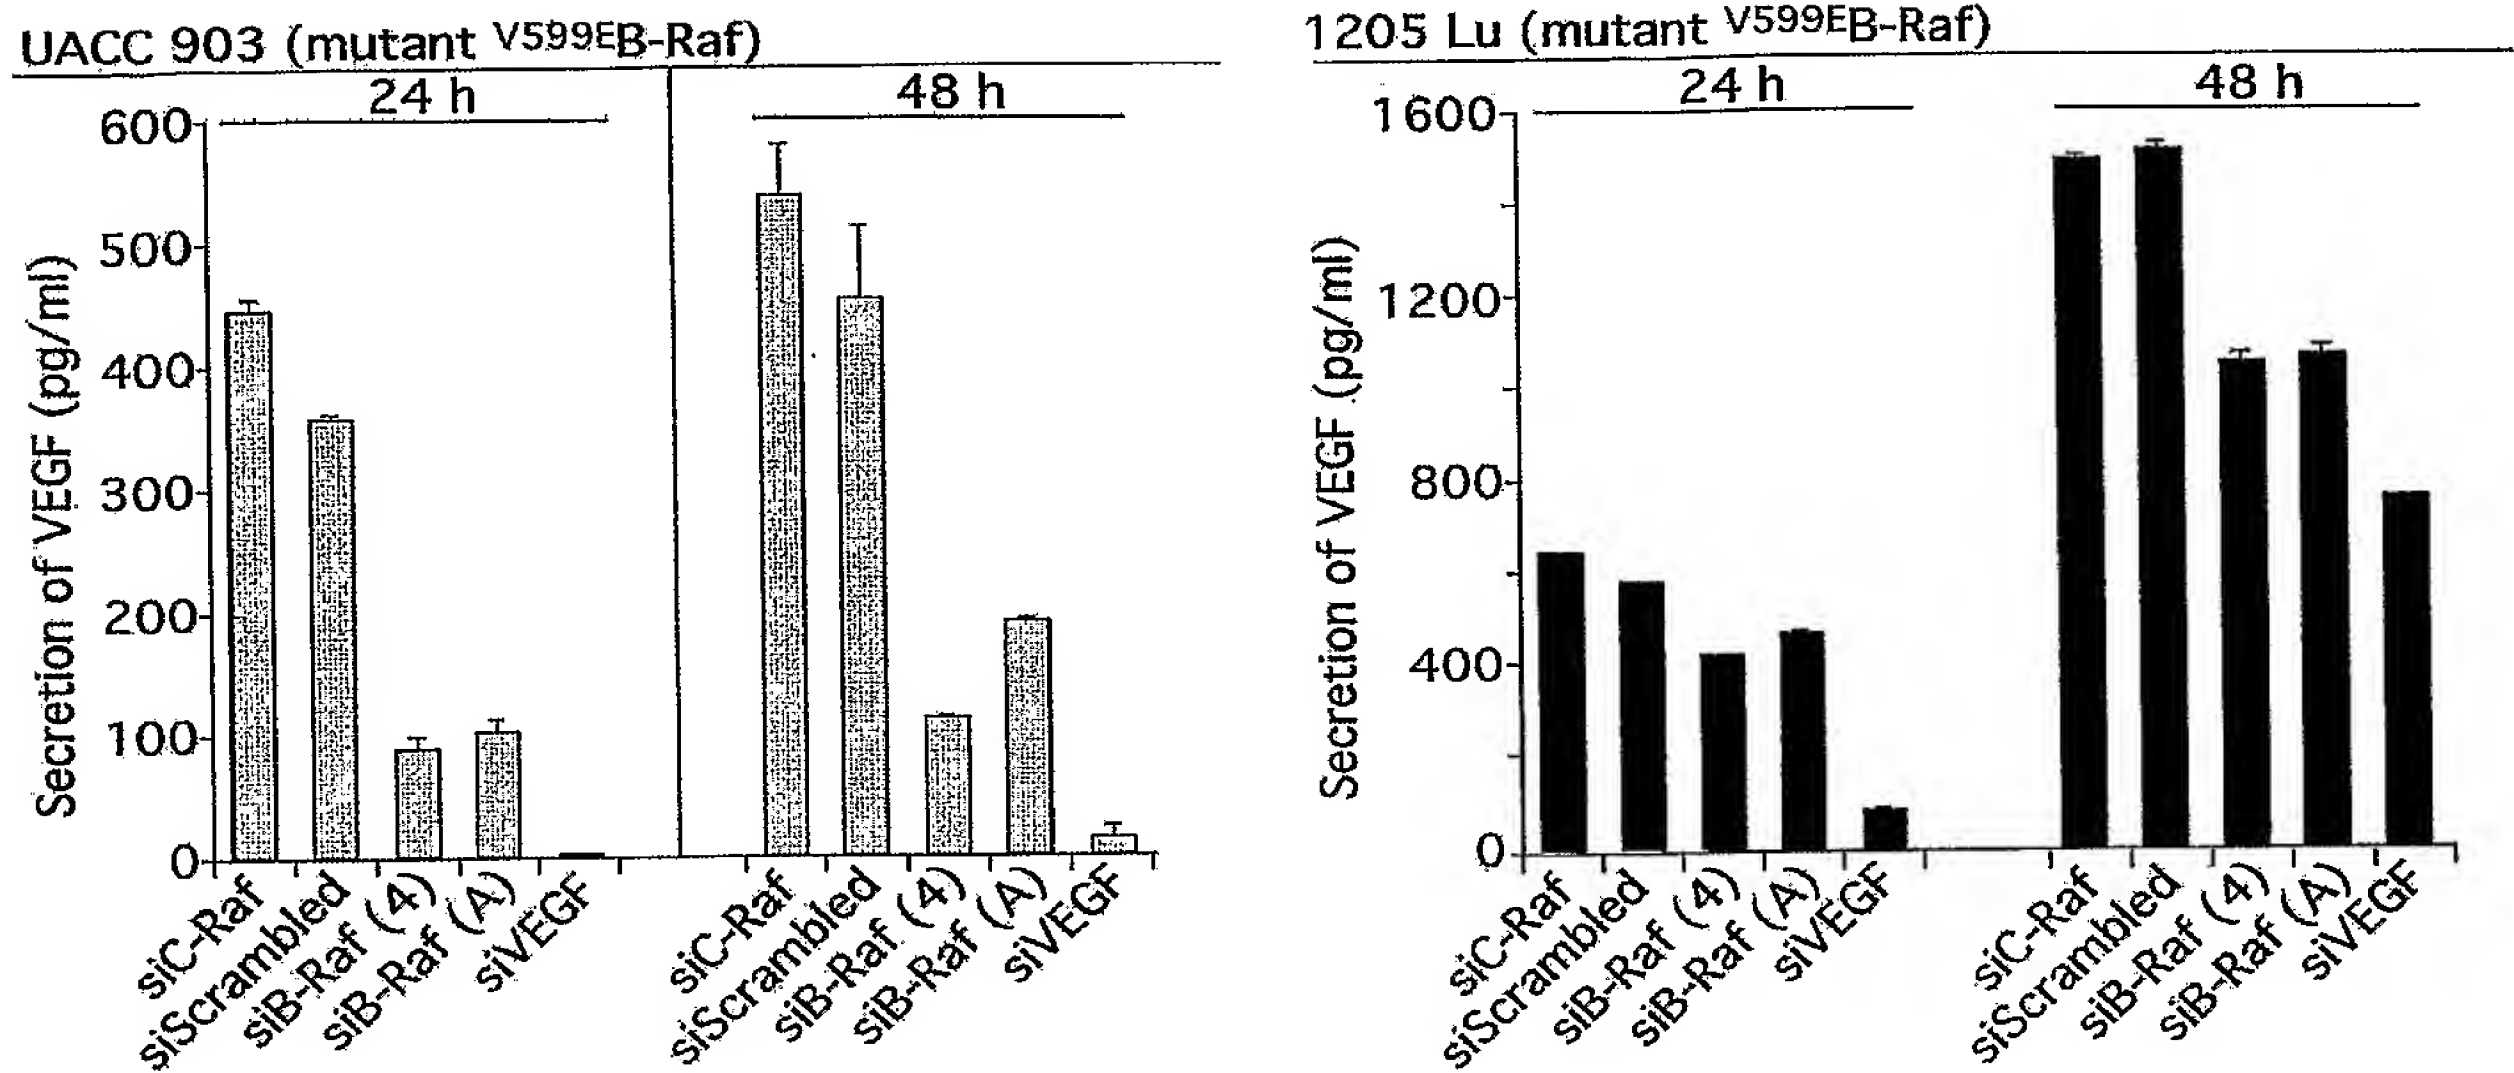 UACC 903 (mutant V599EB-Raf)
24 h
48 h
Secretion of VEGF (pg/ml)
600
500
400
300
200
100
0
siC-Raf
siScrambled
siB-Raf (4)
siB-Raf (A)
siVEGF
siC-Raf
siScrambled
siB-Raf (4)
siB-Raf (A)
siVEGF
1205 Lu (mutant V599EB-Raf)
24 h
48 h
Secretion of VEGF (pg/ml)
1600
1200
800
400
0
siC-Raf
siScrambled
siB-Raf (4)
siB-Raf (A)
siVEGF
siC-Raf
siScrambled
siB-Raf (4)
siB-Raf (A)
siVEGF